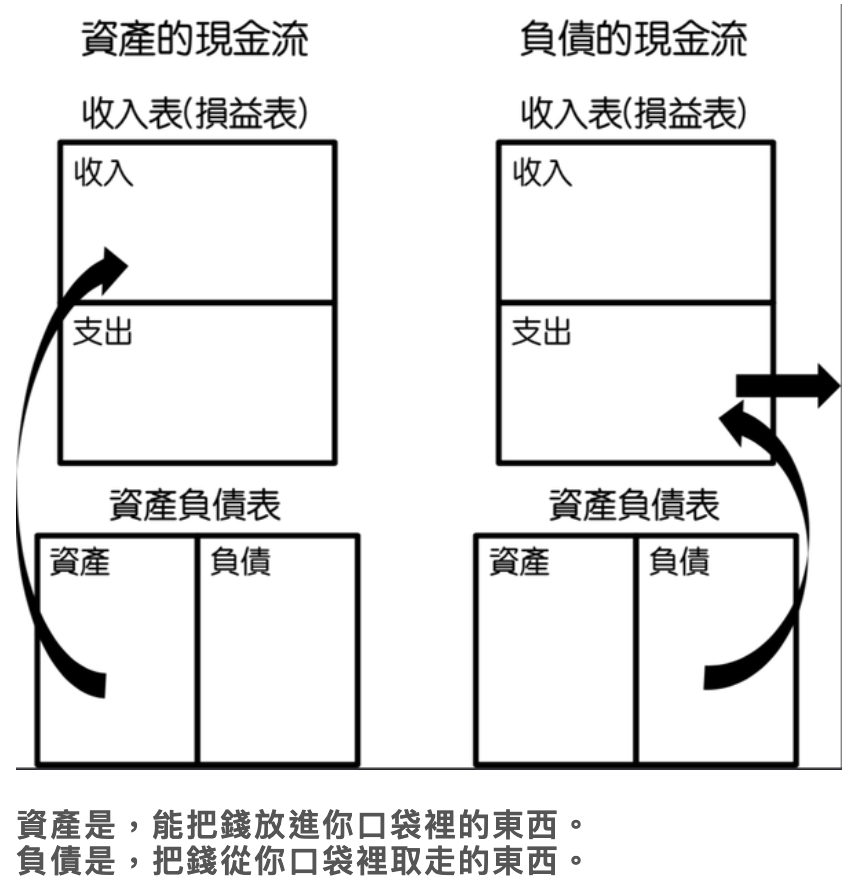 資產的現金流
收入表(損益表)
收入
支出
資產負債表
資產
負債
負債的現金流
收入表(損益表)
收入
支出
資產負債表
資產
負債
資產是，能把錢放進你口袋裡的東西。
負債是，把錢從你口袋裡取走的東西。